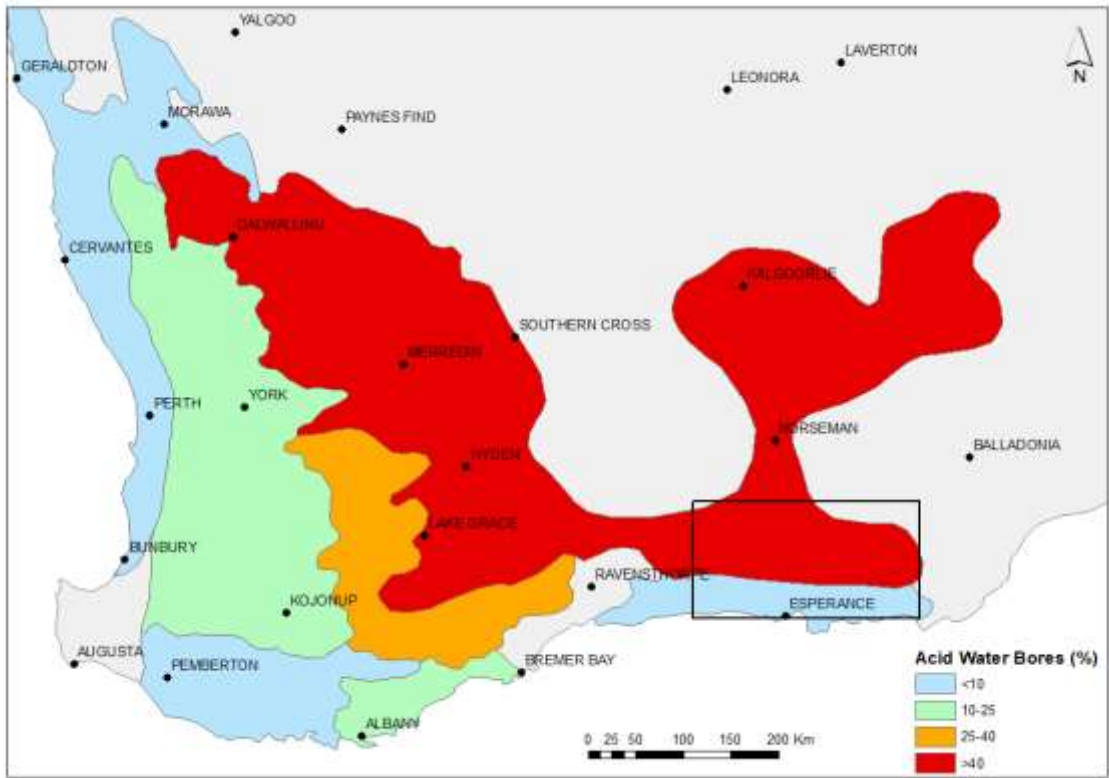 YALGOO
LAVERTON
GERALDTON
LEONORA
N
MORAWA
PAYNES FIND
DALWALLINU
CERVANTES
KALGOORLIE
SOUTHERN CROSS
MERREDIN
YORK
PERTH
NORSEMAN
BALLADONIA
HYDEN
LAKE GRACE
BUNBURY
RAVENSTHORPE
KOJONUP
ESPERANCE
AUGUSTA
PEMBERTON
BREMER BAY
ALBANY
Acid Water Bores (%)
<10
10-25
25-40
>40
0 25 50 100 150 200 Km